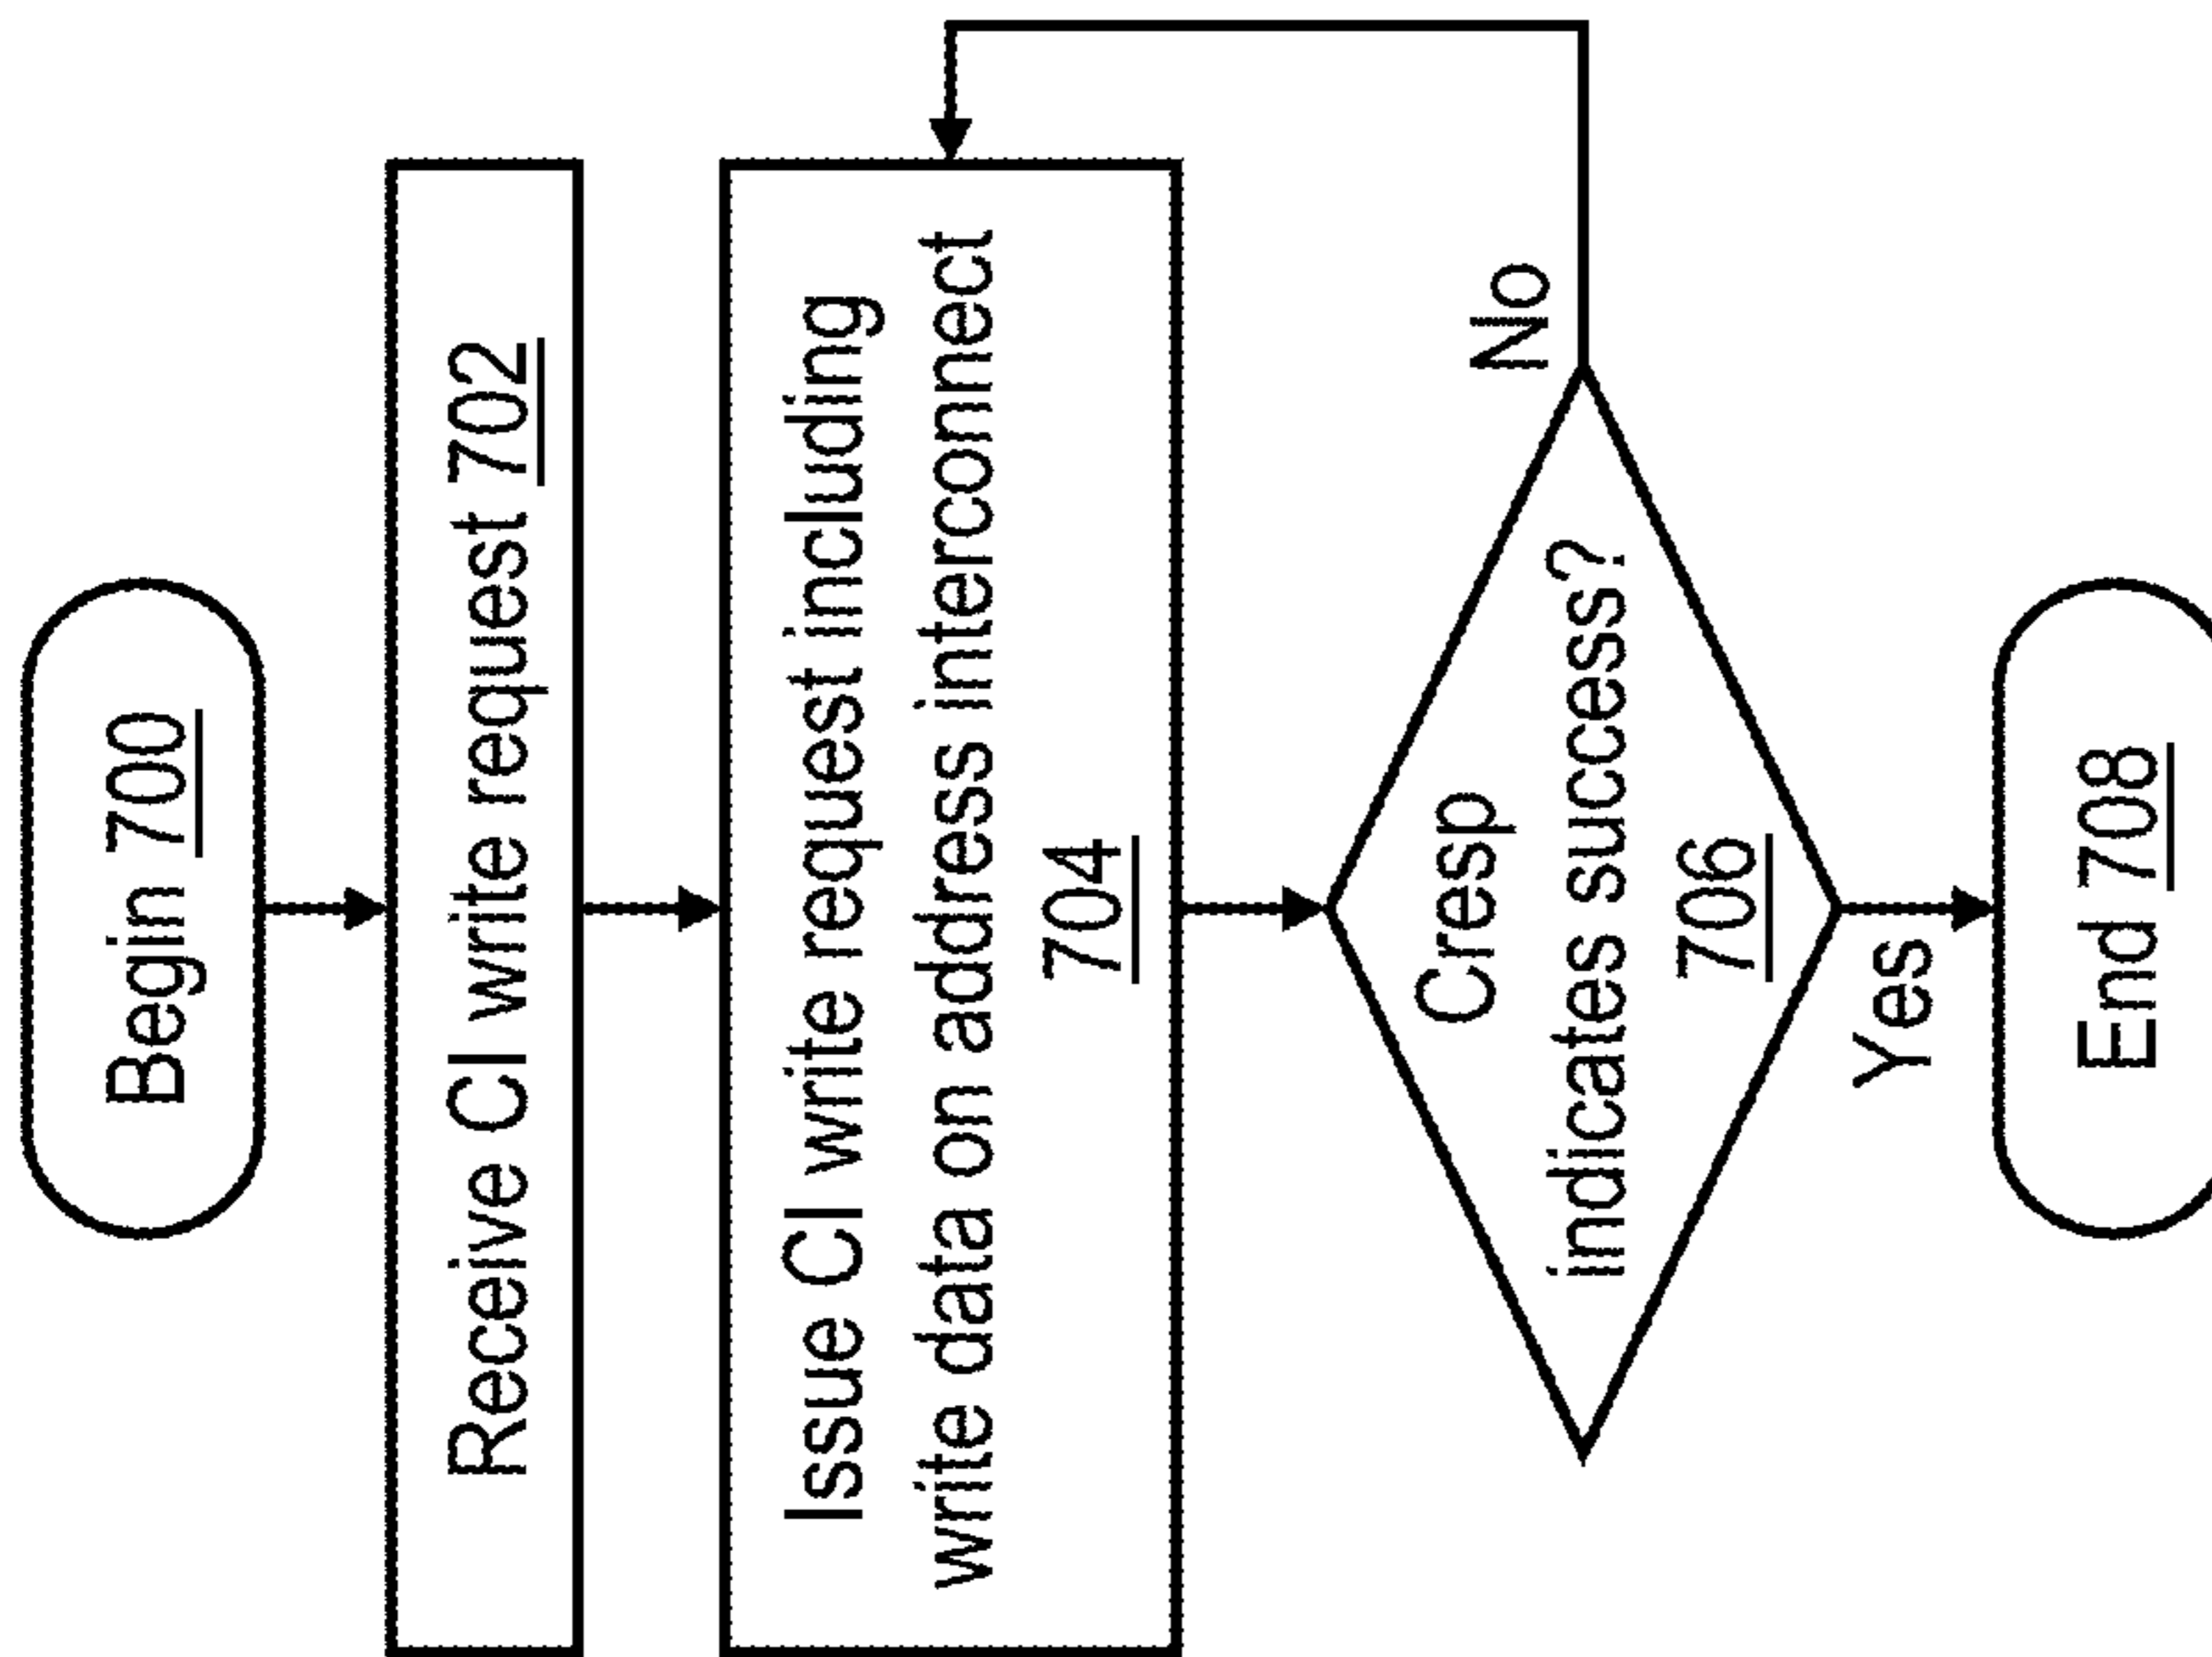 Begin 700
Receive CI write request 702
Issue CI write request including
write data on address interconnect
704
Cresp
indicates success?
706
No
Yes
End 708